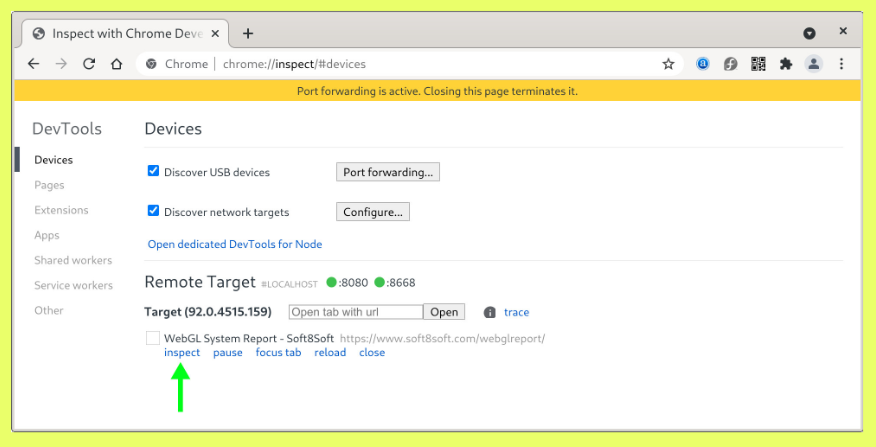 Inspect with Chrome Deve
Chrome | chrome://inspect/#devices
Port forwarding is active. Closing this page terminates it.
DevTools
Devices
Pages
Extensions
Apps
Shared workers
Service workers
Other
Devices
Discover USB devices Port forwarding...
Discover network targets Configure...
Open dedicated DevTools for Node
Remote Target #LOCALHOST :8080 :8668
Target (92.0.4515.159) Open tab with url Open trace
WebGL System Report - Soft8Soft https://www.soft8soft.com/webglreport/
inspect pause focus tab reload close